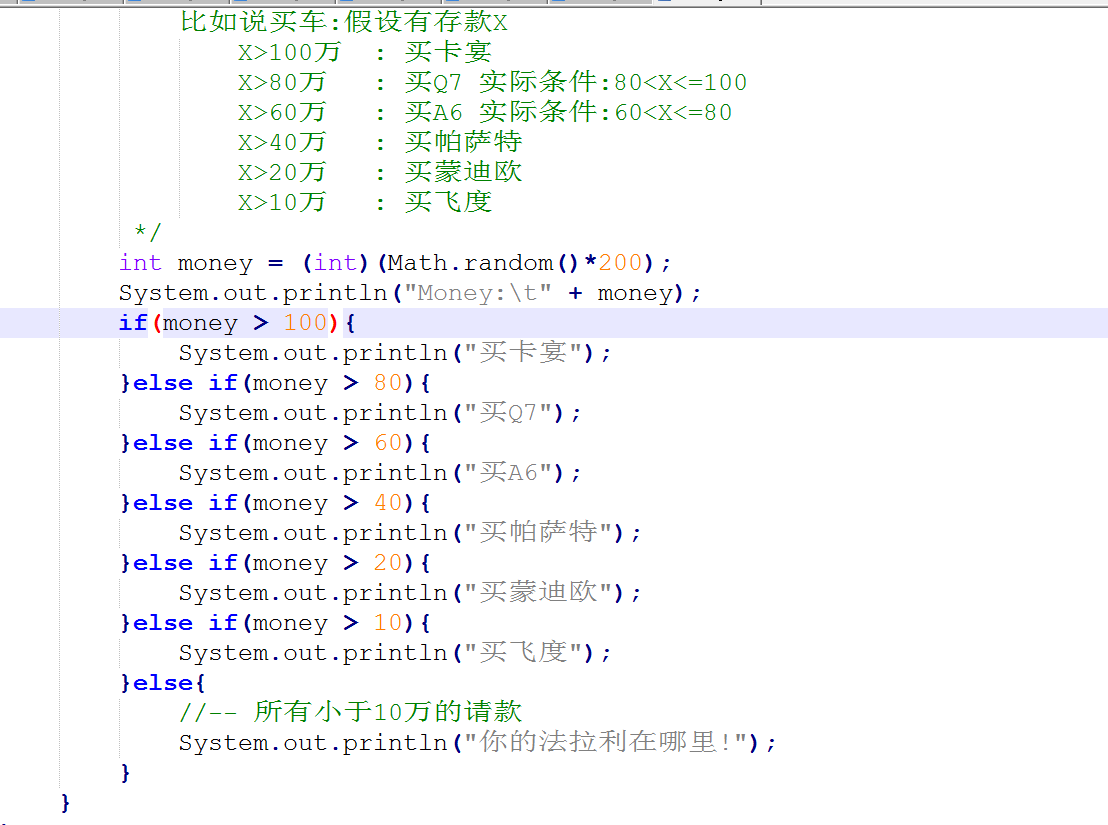 比如说买车:假设有存款X
X>100万 : 买卡宴
X>80万 : 买Q7 实际条件:80<X<=100
X>60万 : 买A6 实际条件:60<X<=80
X>40万 : 买帕萨特
X>20万 : 买蒙迪欧
X>10万 : 买飞度
*/
int money = (int)(Math.random()*200);
System.out.println("Money:\t" + money);
if(money > 100){
System.out.println("买卡宴");
}else if(money > 80){
System.out.println("买Q7");
}else if(money > 60){
System.out.println("买A6");
}else if(money > 40){
System.out.println("买帕萨特");
}else if(money > 20){
System.out.println("买蒙迪欧");
}else if(money > 10){
System.out.println("买飞度");
}else{
//-- 所有小于10万的请款
System.out.println("你的法拉利在哪里!");
}
}